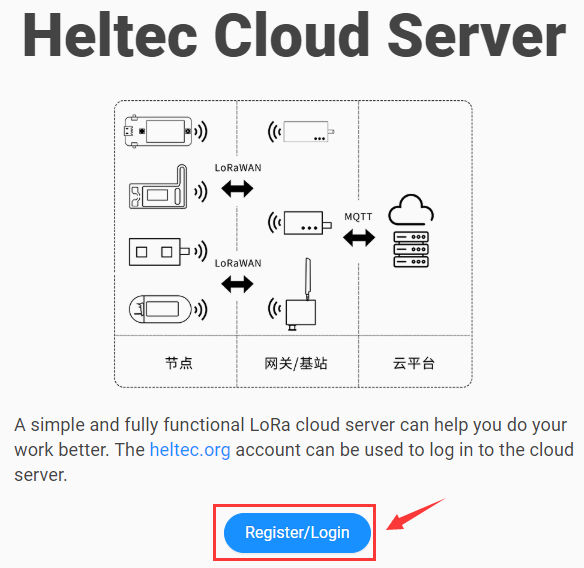 Heltec Cloud Server
LoRaWAN
MQTT
LoRaWAN
节点
网关/基站
云平台
A simple and fully functional LoRa cloud server can help you do your
work better. The heltec.org account can be used to log in to the cloud
server.
Register/Login